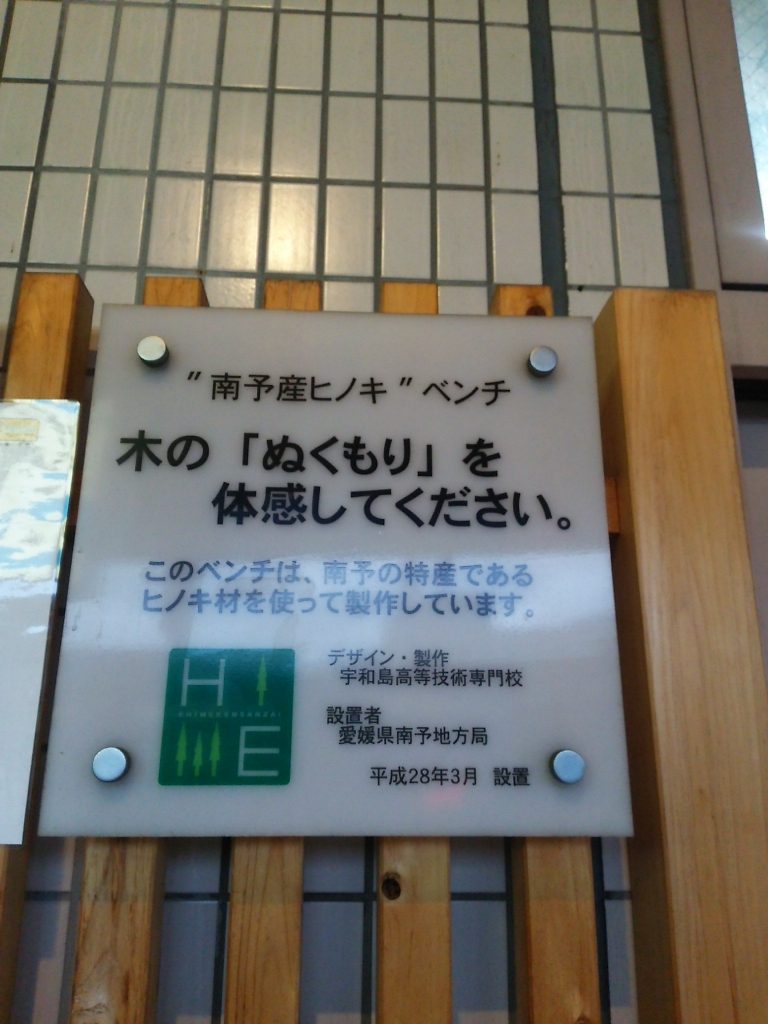 "南予産ヒノキ"ベンチ
木の「ぬくもり」を
体感してください。
このベンチは、南予の特産である
ヒノキ材を使って製作しています。
H
EHIMEKENSANZAI
E
デザイン・製作
宇和島高等技術専門校
設置者
愛媛県南予地方局
平成28年3月 設置